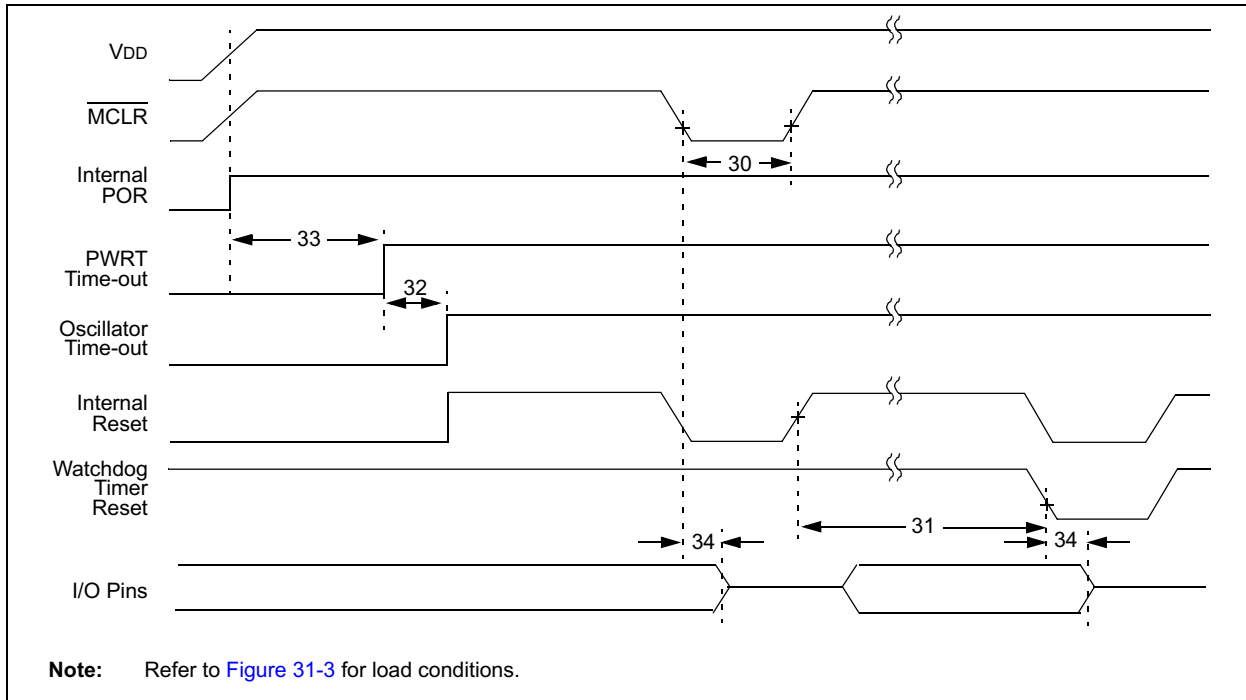 VDD
MCLR
30
Internal
POR
33
PWRT
Time-out
32
Oscillator
Time-out
Internal
Reset
Watchdog
Timer
Reset
31
34
34
I/O Pins
Note: Refer to Figure 31-3 for load conditions.